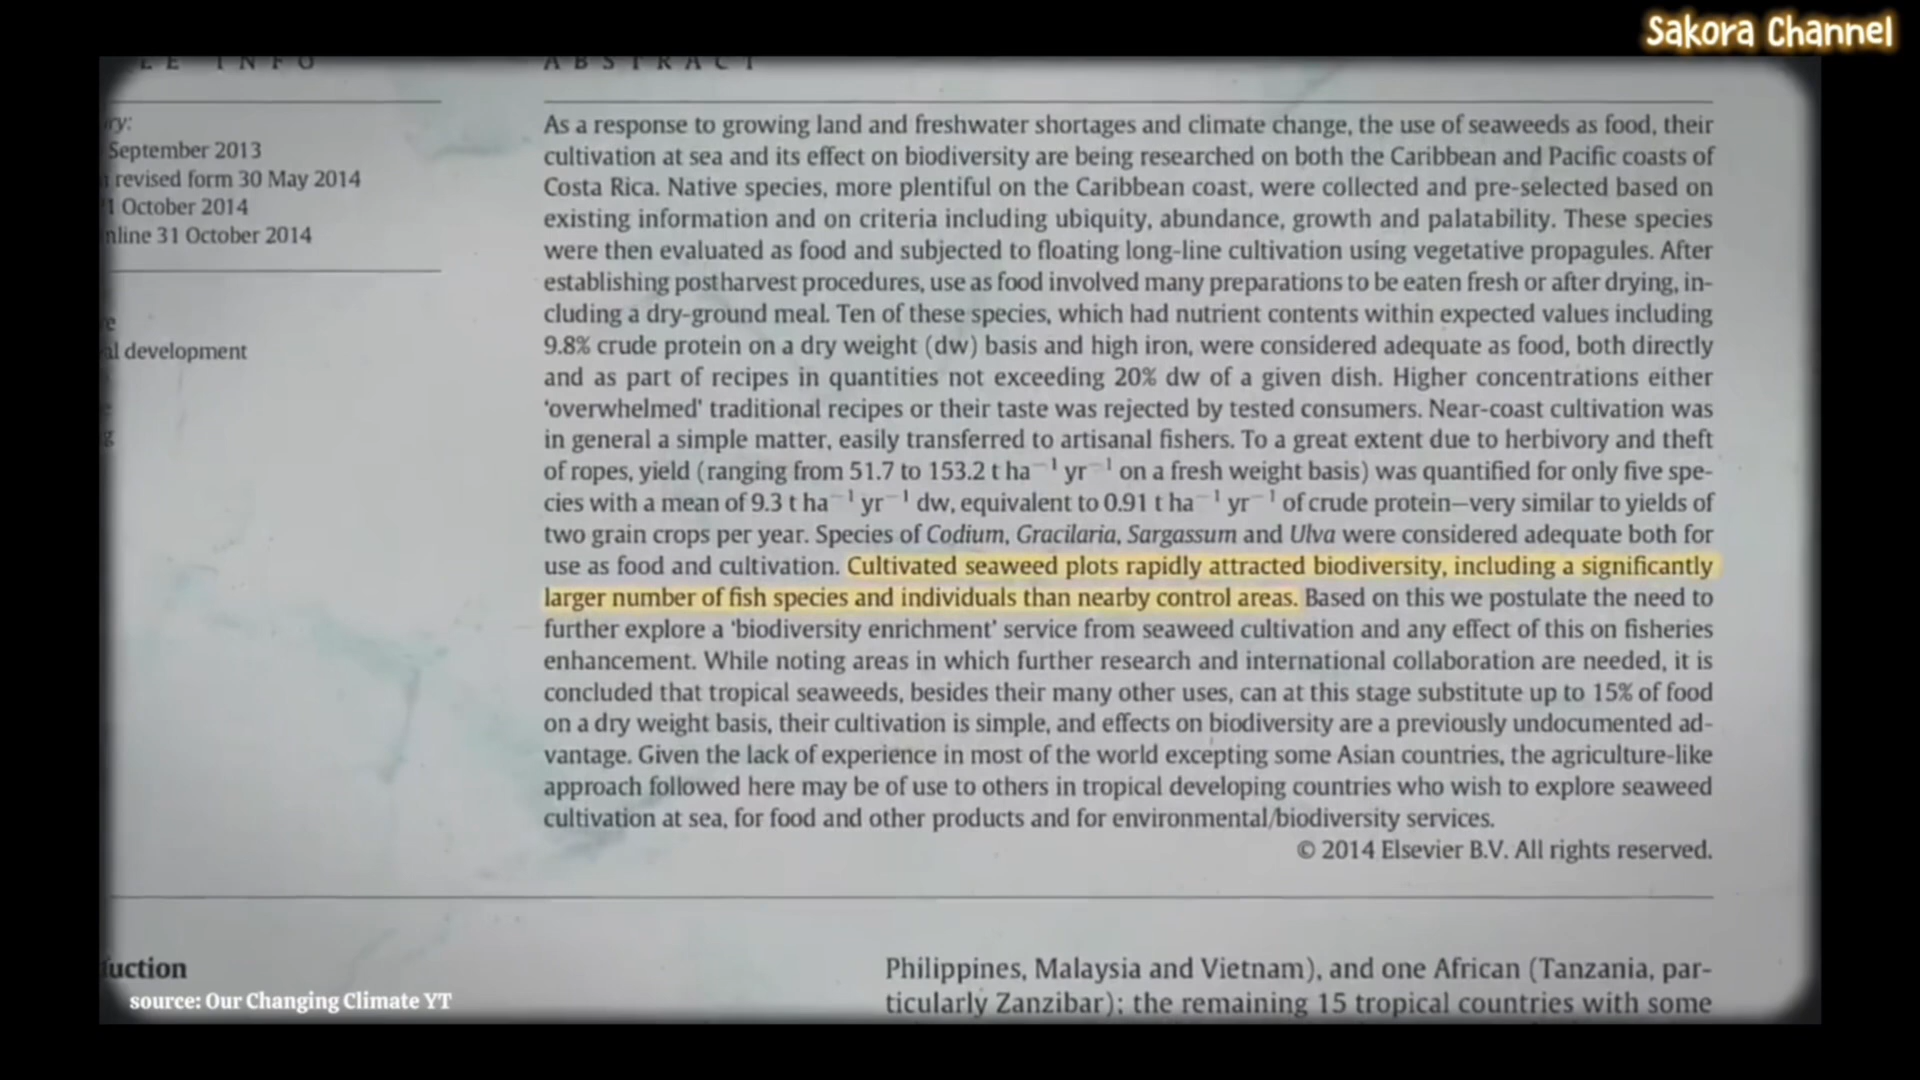 Sakora Channel
LE INFO
ABSTRACT
ry:
September 2013
revised form 30 May 2014
1 October 2014
nline 31 October 2014
e
al development
g
As a response to growing land and freshwater shortages and climate change, the use of seaweeds as food, their
cultivation at sea and its effect on biodiversity are being researched on both the Caribbean and Pacific coasts of
Costa Rica. Native species, more plentiful on the Caribbean coast, were collected and pre-selected based on
existing information and on criteria including ubiquity, abundance, growth and palatability. These species
were then evaluated as food and subjected to floating long-line cultivation using vegetative propagules. After
establishing postharvest procedures, use as food involved many preparations to be eaten fresh or after drying, in-
cluding a dry-ground meal. Ten of these species, which had nutrient contents within expected values including
9.8% crude protein on a dry weight (dw) basis and high iron, were considered adequate as food, both directly
and as part of recipes in quantities not exceeding 20% dw of a given dish. Higher concentrations either
'overwhelmed' traditional recipes or their taste was rejected by tested consumers. Near-coast cultivation was
in general a simple matter, easily transferred to artisanal fishers. To a great extent due to herbivory and theft
of ropes, yield (ranging from 51.7 to 153.2 t ha⁻¹ yr⁻¹ on a fresh weight basis) was quantified for only five spe-
cies with a mean of 9.3 t ha⁻¹ yr⁻¹ dw, equivalent to 0.91 t ha⁻¹ yr⁻¹ of crude protein—very similar to yields of
two grain crops per year. Species of Codium, Gracilaria, Sargassum and Ulva were considered adequate both for
use as food and cultivation. Cultivated seaweed plots rapidly attracted biodiversity, including a significantly
larger number of fish species and individuals than nearby control areas. Based on this we postulate the need to
further explore a 'biodiversity enrichment' service from seaweed cultivation and any effect of this on fisheries
enhancement. While noting areas in which further research and international collaboration are needed, it is
concluded that tropical seaweeds, besides their many other uses, can at this stage substitute up to 15% of food
on a dry weight basis, their cultivation is simple, and effects on biodiversity are a previously undocumented ad-
vantage. Given the lack of experience in most of the world excepting some Asian countries, the agriculture-like
approach followed here may be of use to others in tropical developing countries who wish to explore seaweed
cultivation at sea, for food and other products and for environmental/biodiversity services.
© 2014 Elsevier B.V. All rights reserved.
uction
source: Our Changing Climate YT
Philippines, Malaysia and Vietnam), and one African (Tanzania, par-
ticularly Zanzibar); the remaining 15 tropical countries with some